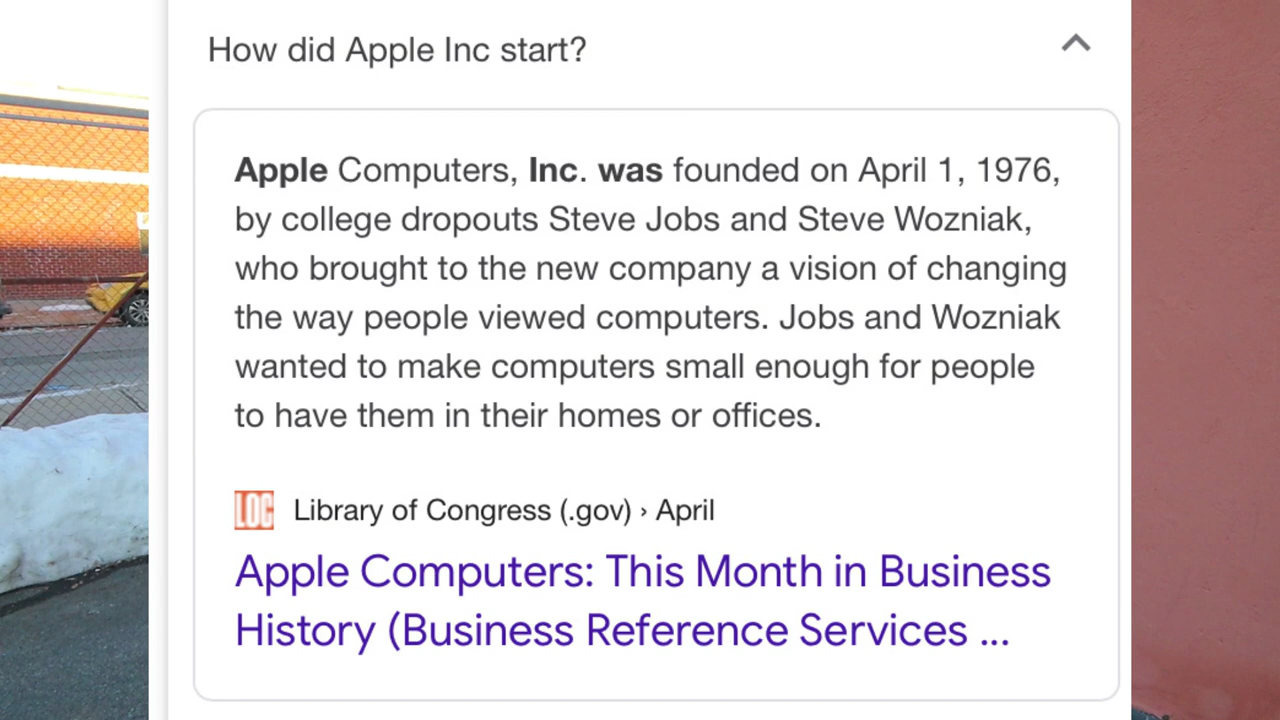 How did Apple Inc start?
Apple Computers, Inc. was founded on April 1, 1976,
by college dropouts Steve Jobs and Steve Wozniak,
who brought to the new company a vision of changing
the way people viewed computers. Jobs and Wozniak
wanted to make computers small enough for people
to have them in their homes or offices.
LOC Library of Congress (.gov) › April
Apple Computers: This Month in Business
History (Business Reference Services ...